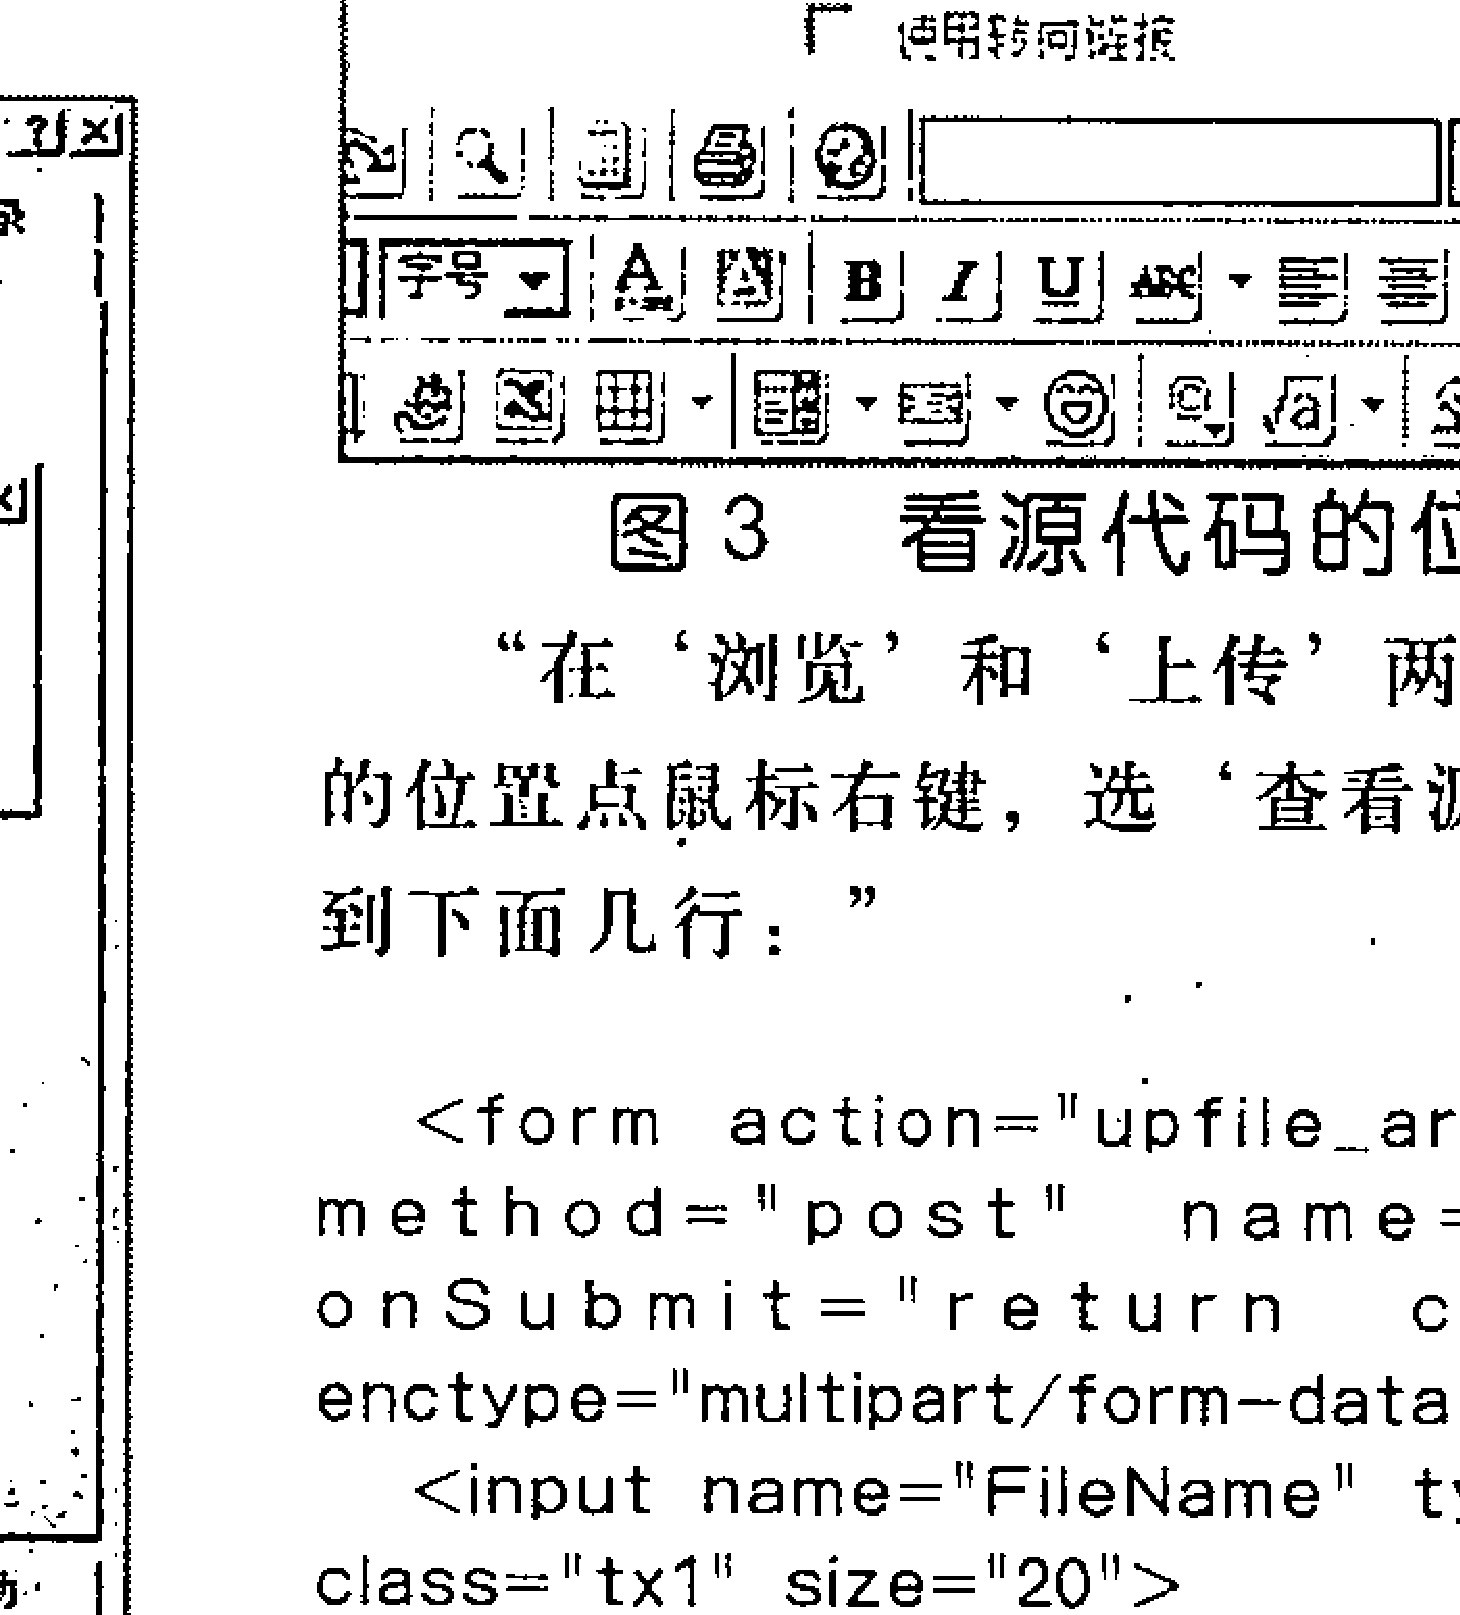 使用转向链接
字号
图3 看源代码的位
“在‘浏览’和‘上传’两
的位置点鼠标右键，选‘查看源
到下面几行：”
<form action="upfile_ar
method="post" name=
onSubmit="return c
enctype="multipart/form-data
<input name="FileName" ty
class="tx1" size="20">